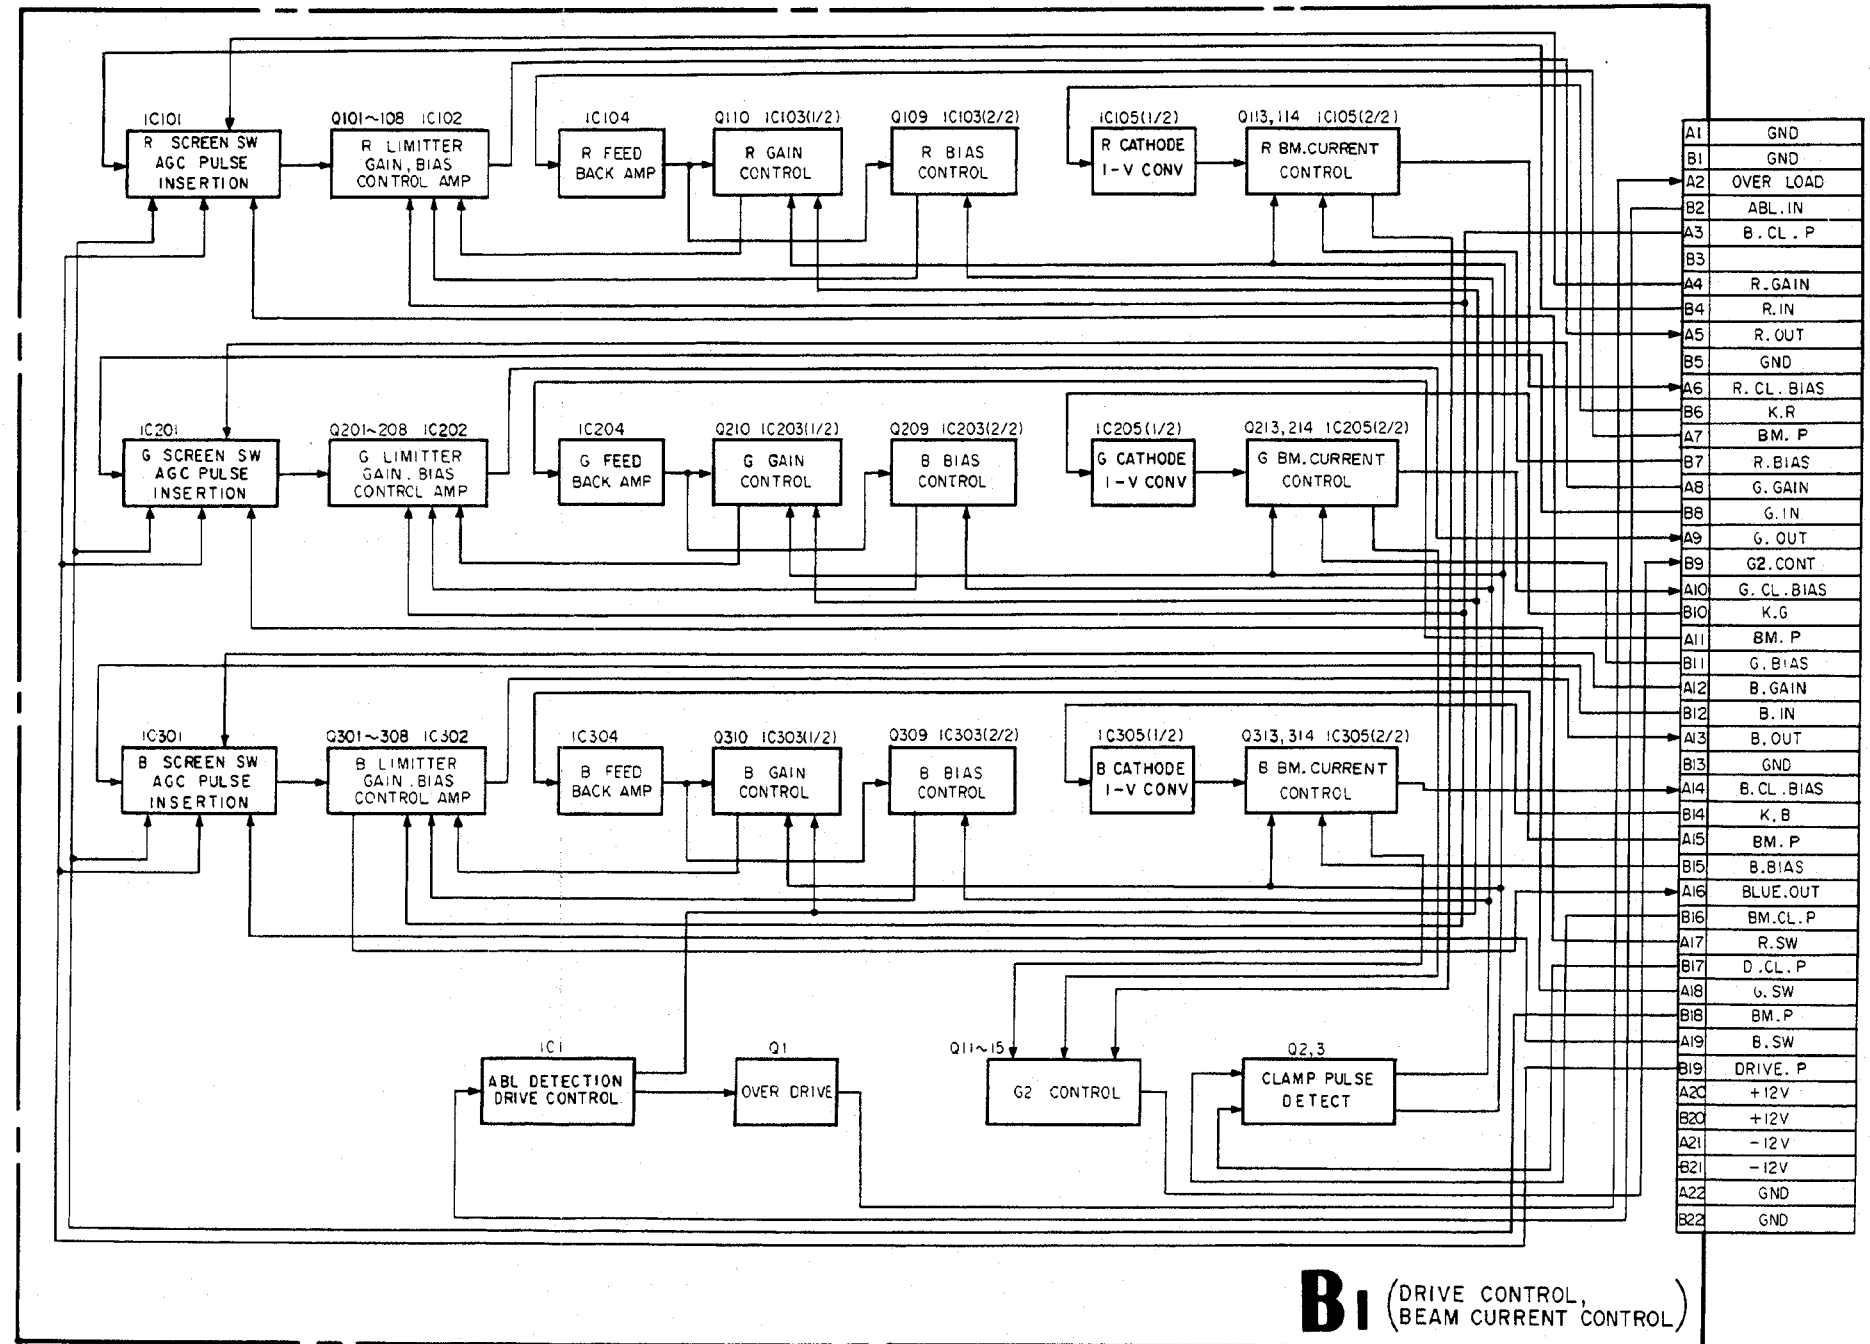 IC101
R SCREEN SW
AGC PULSE
INSERTION
Q101~108 IC102
R LIMITTER
GAIN, BIAS
CONTROL AMP
IC104
R FEED
BACK AMP
Q110 IC103(1/2)
R GAIN
CONTROL
Q109 IC103(2/2)
R BIAS
CONTROL
IC105(1/2)
R CATHODE
I-V CONV
Q113,114 IC105(2/2)
R BM.CURRENT
CONTROL
IC201
G SCREEN SW
AGC PULSE
INSERTION
Q201~208 IC202
G LIMITTER
GAIN. BIAS
CONTROL AMP
IC204
G FEED
BACK AMP
Q210 IC203(1/2)
G GAIN
CONTROL
Q209 IC203(2/2)
B BIAS
CONTROL
IC205(1/2)
G CATHODE
I-V CONV
Q213,214 IC205(2/2)
G BM.CURRENT
CONTROL
IC301
B SCREEN SW
AGC PULSE
INSERTION
Q301~308 IC302
B LIMITTER
GAIN.BIAS
CONTROL AMP
IC304
B FEED
BACK AMP
Q310 IC303(1/2)
B GAIN
CONTROL
Q309 IC303(2/2)
B BIAS
CONTROL
IC305(1/2)
B CATHODE
I-V CONV
Q313,314 IC305(2/2)
B BM.CURRENT
CONTROL
IC1
ABL DETECTION
DRIVE CONTROL
Q1
OVER DRIVE
Q11~15
G2 CONTROL
Q2,3
CLAMP PULSE
DETECT
A1 GND
B1 GND
A2 OVER LOAD
B2 ABL.IN
A3 B.CL.P
B3
A4 R.GAIN
B4 R.IN
A5 R.OUT
B5 GND
A6 R.CL.BIAS
B6 K.R
A7 BM.P
B7 R.BIAS
A8 G.GAIN
B8 G.IN
A9 G.OUT
B9 G2.CONT
A10 G.CL.BIAS
B10 K.G
A11 BM.P
B11 G.BIAS
A12 B.GAIN
B12 B.IN
A13 B.OUT
B13 GND
A14 B.CL.BIAS
B14 K.B
A15 BM.P
B15 B.BIAS
A16 BLUE.OUT
B16 BM.CL.P
A17 R.SW
B17 D.CL.P
A18 G.SW
B18 BM.P
A19 B.SW
B19 DRIVE.P
A20 +12V
B20 +12V
A21 -12V
B21 -12V
A22 GND
B22 GND
B1 (DRIVE CONTROL,
BEAM CURRENT CONTROL)